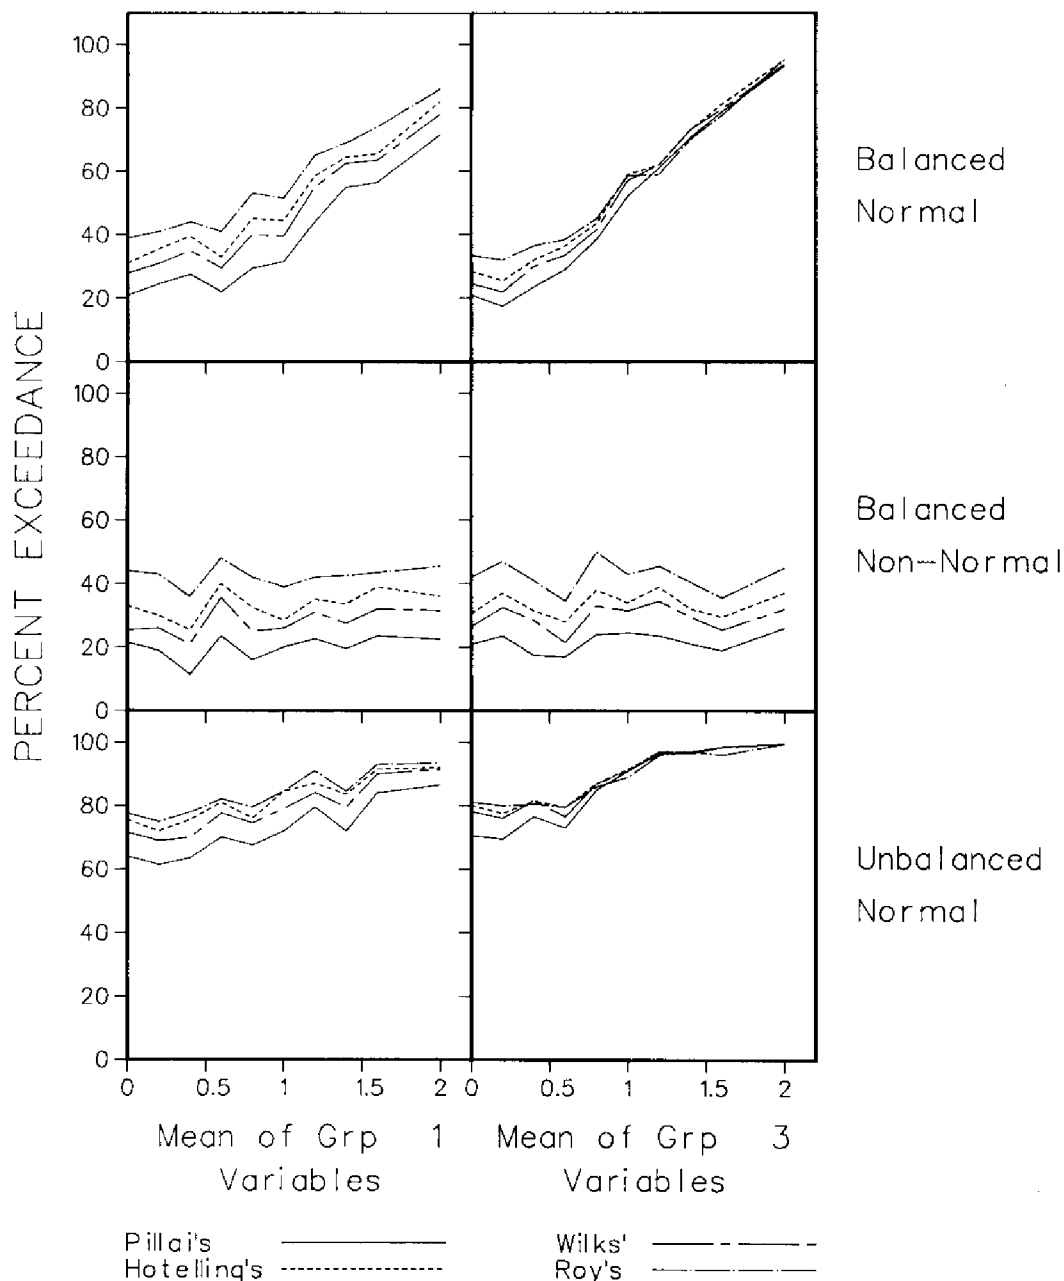 PERCENT EXCEEDANCE
100
80
60
40
20
0
Balanced
Normal
100
80
60
40
20
0
Balanced
Non-Normal
100
80
60
40
20
0
Unbalanced
Normal
0 0.5 1 1.5 2 0 0.5 1 1.5 2
Mean of Grp 1 Mean of Grp 3
Variables Variables
Pillai's Wilks'
Hotelling's Roy's